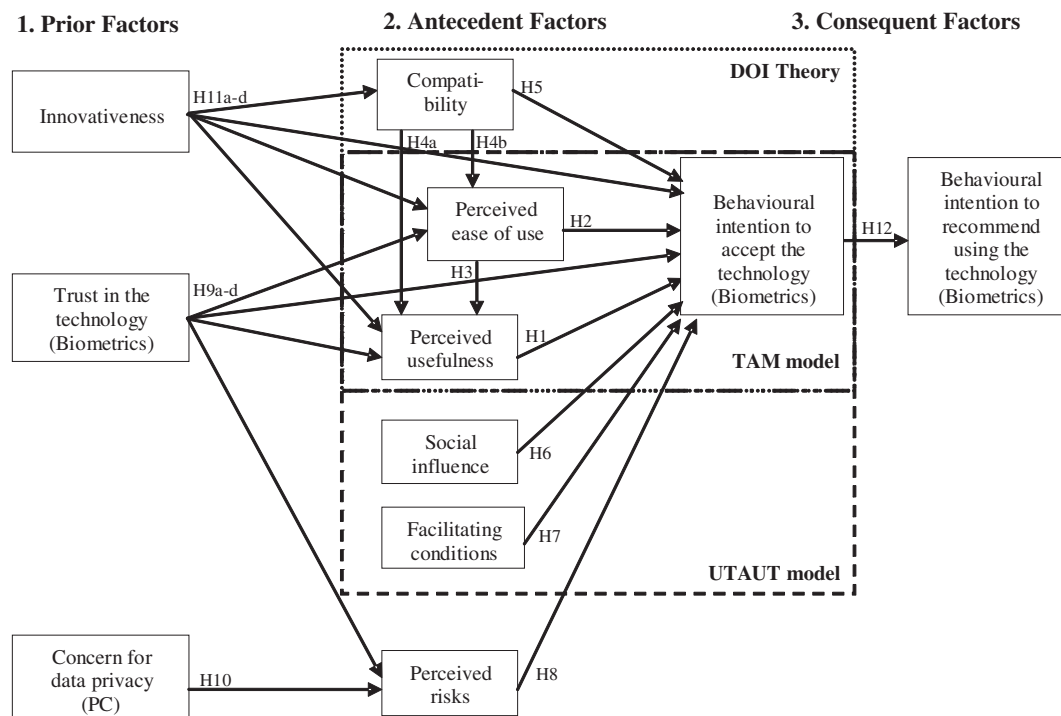 1. Prior Factors
2. Antecedent Factors
3. Consequent Factors
DOI Theory
Innovativeness
H11a-d
Compati-
bility
H5
H4a
H4b
Perceived
ease of use
H2
H3
Behavioural
intention to
accept the
technology
(Biometrics)
H12
Behavioural
intention to
recommend
using the
technology
(Biometrics)
Trust in the
technology
(Biometrics)
H9a-d
Perceived
usefulness
H1
TAM model
Social
influence
H6
Facilitating
conditions
H7
UTAUT model
Concern for
data privacy
(PC)
H10
Perceived
risks
H8